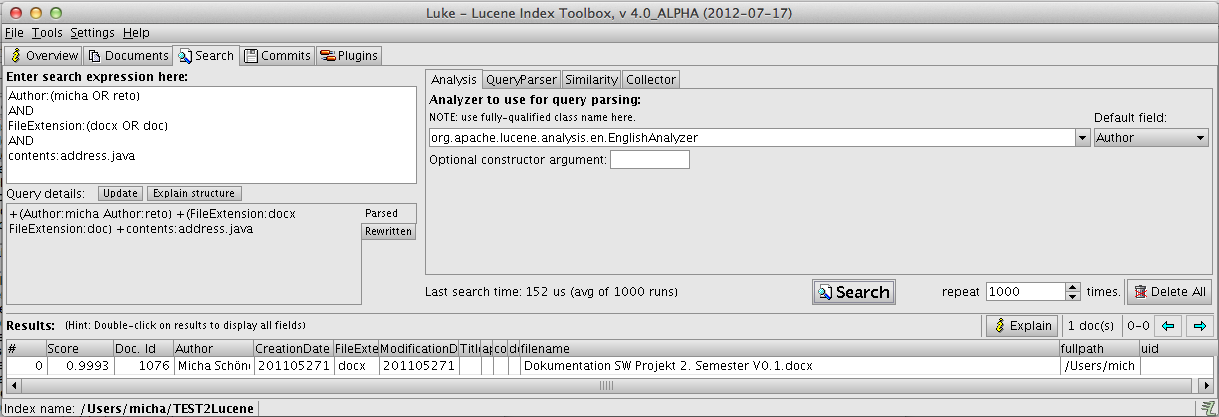 Luke – Lucene Index Toolbox, v 4.0_ALPHA (2012-07-17)
File Tools Settings Help
Overview Documents Search Commits Plugins
Enter search expression here:
Author:(micha OR reto)
AND
FileExtension:(docx OR doc)
AND
contents:address.java
Query details: Update Explain structure
+(Author:micha Author:reto) +(FileExtension:docx
FileExtension:doc) +contents:address.java
Parsed
Rewritten
Analysis QueryParser Similarity Collector
Analyzer to use for query parsing:
NOTE: use fully-qualified class name here.
Default field:
org.apache.lucene.analysis.en.EnglishAnalyzer
Author
Optional constructor argument:
Last search time: 152 us (avg of 1000 runs)
Search
repeat 1000 times.
Delete All
Results: (Hint: Double-click on results to display all fields)
Explain 1 doc(s) 0-0
# Score Doc. Id Author CreationDate FileExte ModificationD Title ap co de filename fullpath uid
0 0.9993 1076 Micha Schön 201105271 docx 201105271 Dokumentation SW Projekt 2. Semester V0.1.docx /Users/mich
Index name: /Users/micha/TEST2Lucene